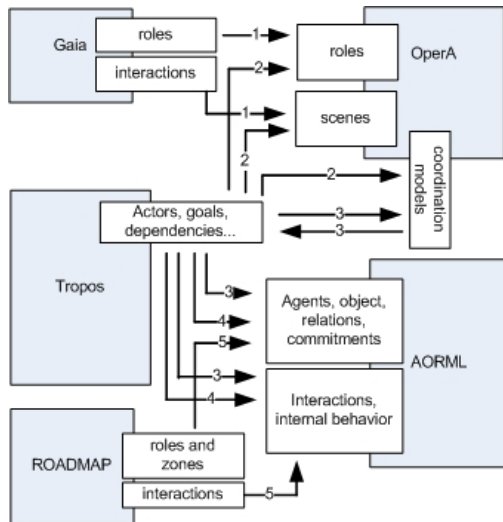 Gaia
roles
interactions
1
roles
OperA
2
1
scenes
2
2
coordination
models
3
3
Actors, goals,
dependencies...
Tropos
3
4
5
3
4
Agents, object,
relations,
commitments
AORML
Interactions,
internal behavior
ROADMAP
roles and
zones
interactions
5